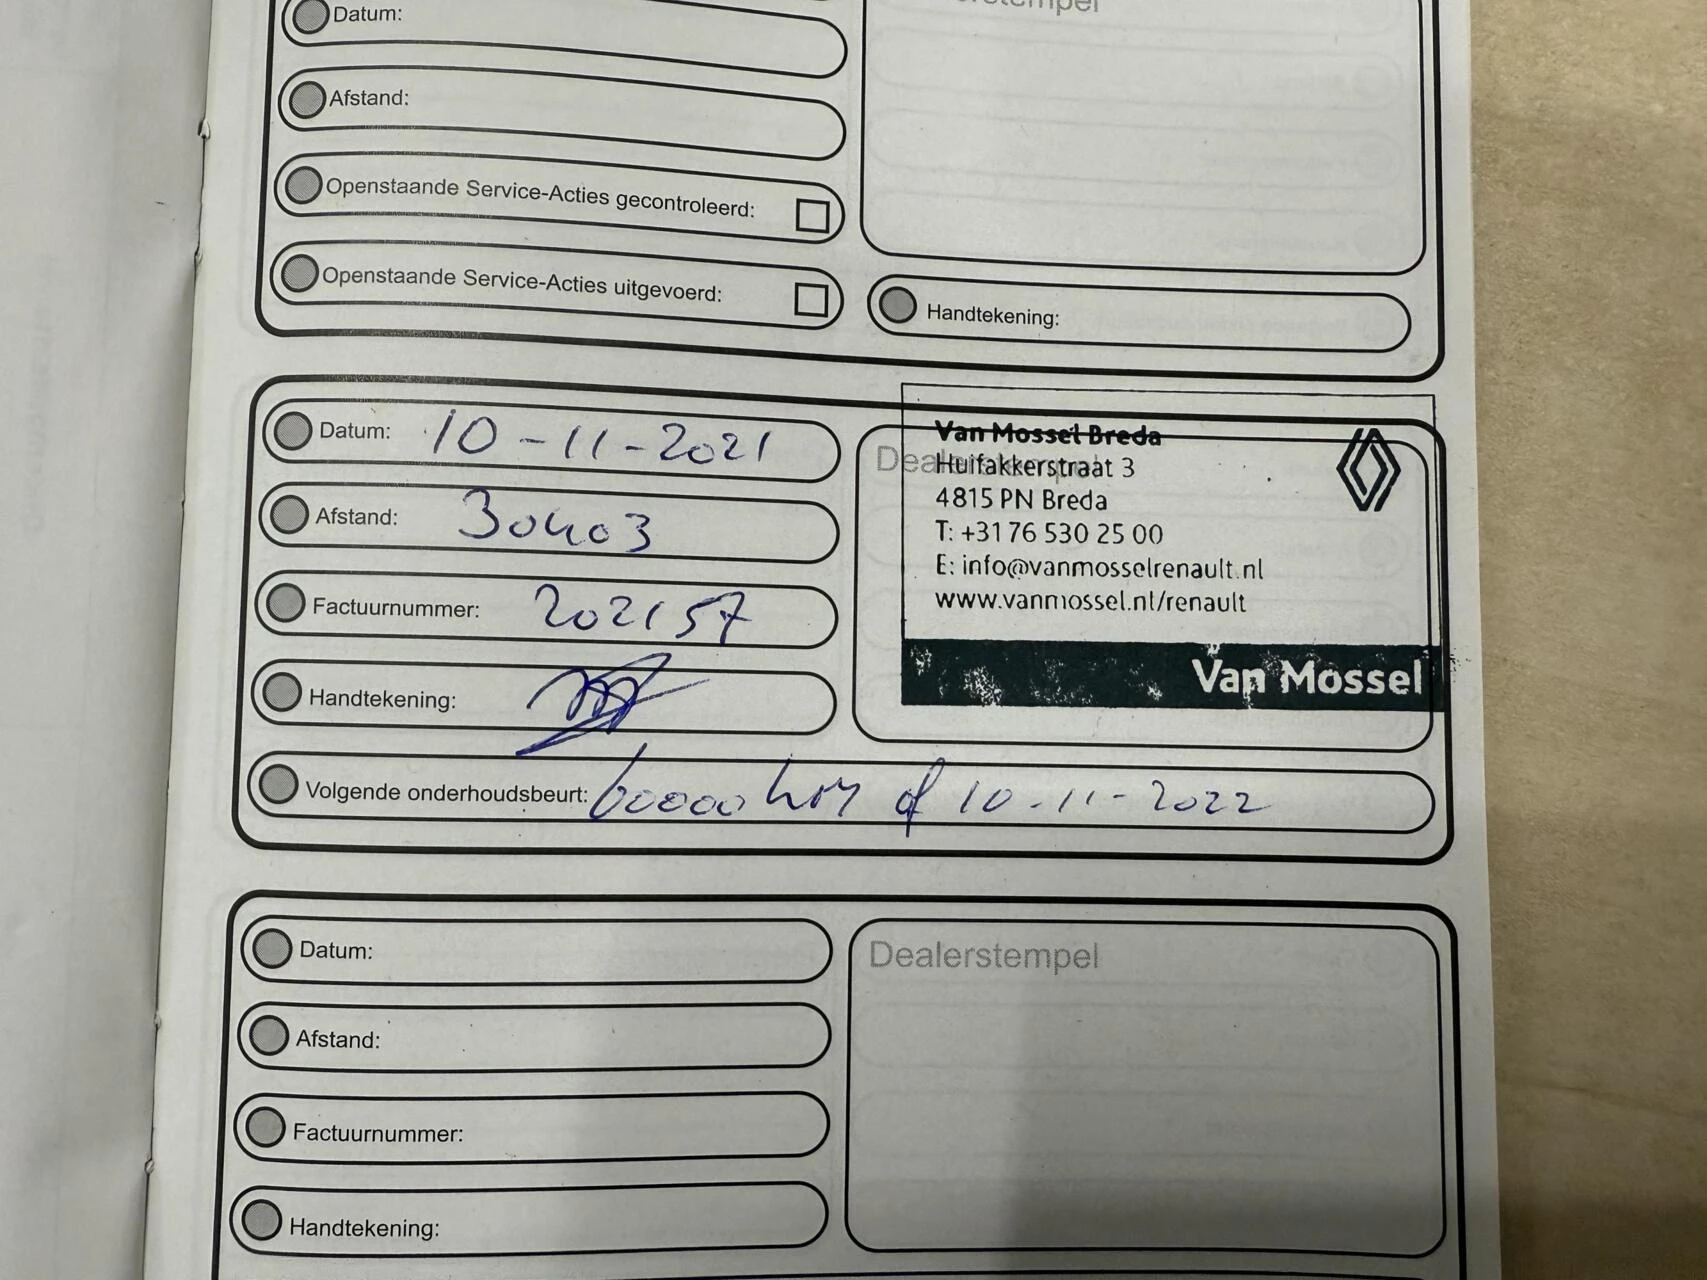 Datum:
Afstand:
Openstaande Service-Acties gecontroleerd:
Openstaande Service-Acties uitgevoerd:
Handtekening:
Datum: 10-11-2021
Afstand: 30403
Factuurnummer: 202157
Handtekening:
Volgende onderhoudsbeurt: 60000 km of 10-11-2022
Dealerstempel
Van Mossel Breda
Huifakkerstraat 3
4815 PN Breda
T: +31 76 530 25 00
E: info@vanmosselrenault.nl
www.vanmossel.nl/renault
Van Mossel
Datum:
Afstand:
Factuurnummer:
Handtekening:
Dealerstempel